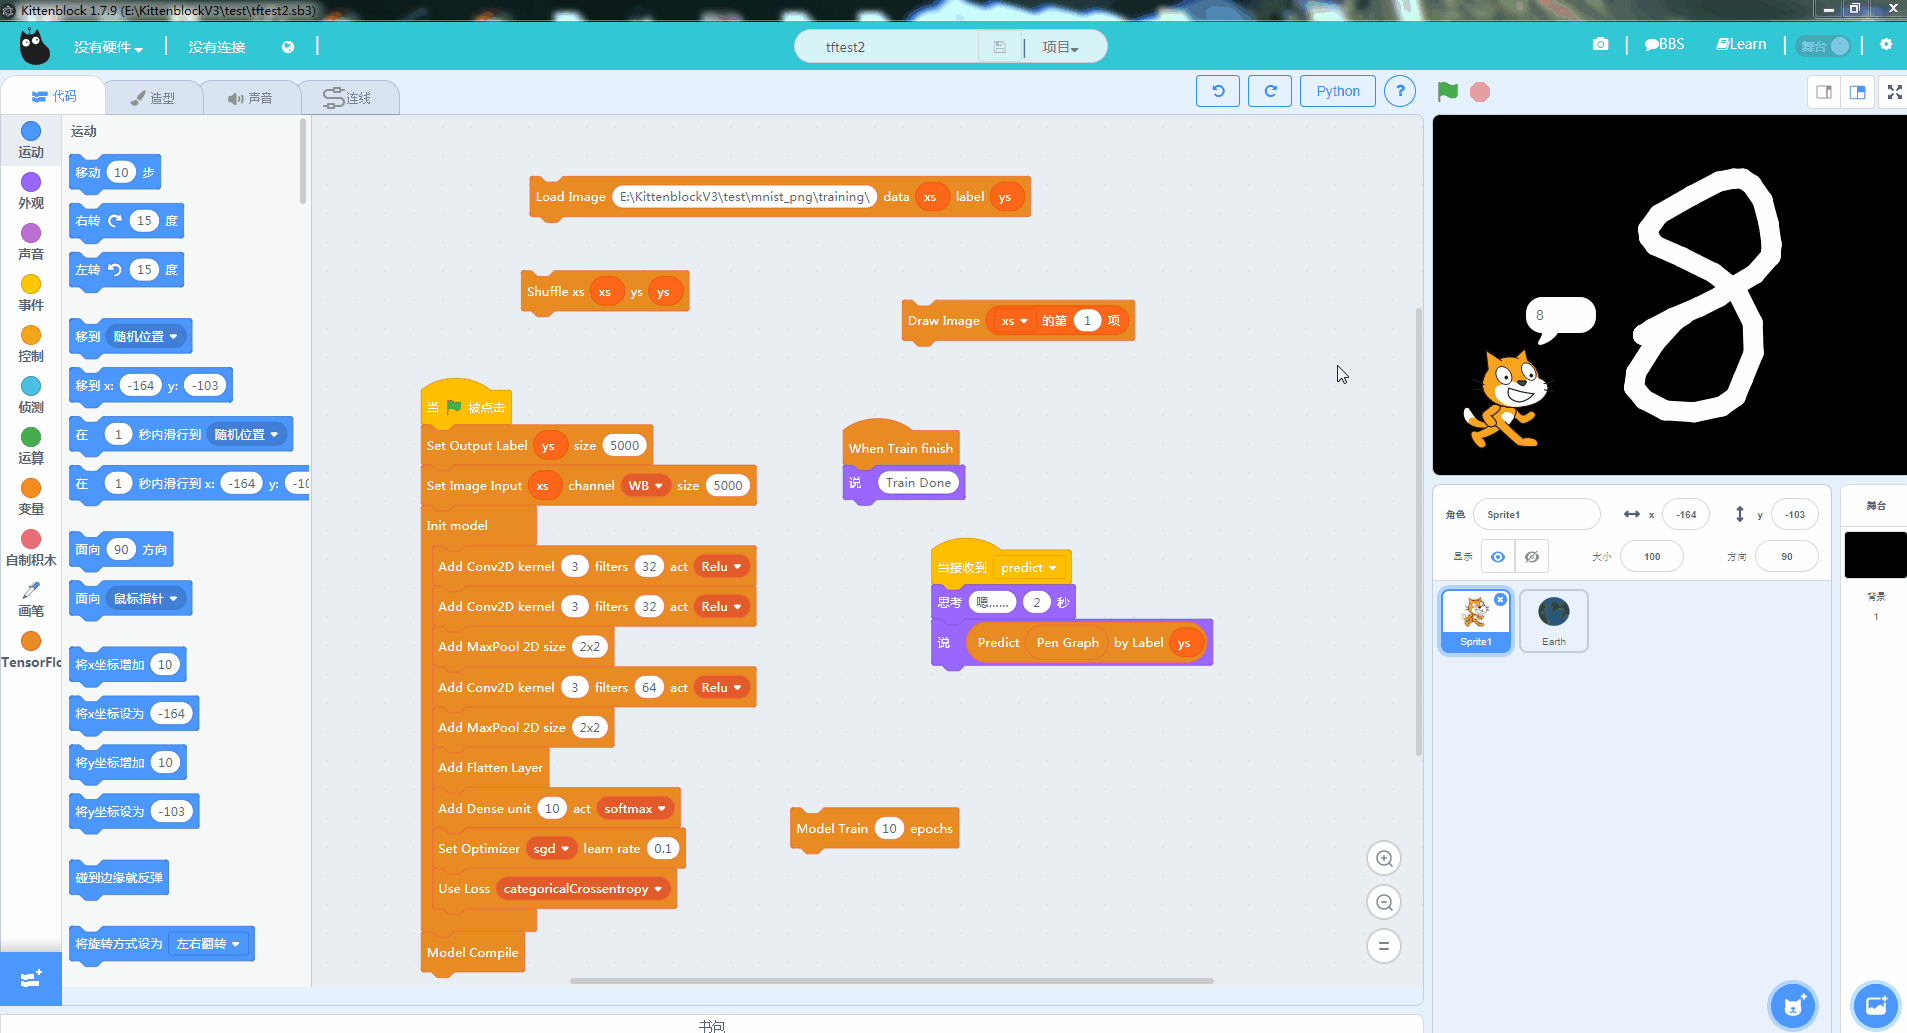 Kittenblock 1.7.9 (E:\KittenblockV3\test\tftest2.sb3)
没有硬件
没有连接
tftest2
项目
BBS
Learn
舞台
代码
造型
声音
连线
Python
?
运动
外观
声音
事件
控制
侦测
运算
变量
自制积木
画笔
TensorFlo
运动
移动 10 步
右转 15 度
左转 15 度
移到 随机位置
移到 x: -164 y: -103
在 1 秒内滑行到 随机位置
在 1 秒内滑行到 x: -164 y: -10
面向 90 方向
面向 鼠标指针
将x坐标增加 10
将x坐标设为 -164
将y坐标增加 10
将y坐标设为 -103
碰到边缘就反弹
将旋转方式设为 左右翻转
Load Image E:\KittenblockV3\test\mnist_png\training\ data xs label ys
Shuffle xs xs ys ys
Draw Image xs 的第 1 项
当 被点击
Set Output Label ys size 5000
Set Image Input xs channel WB size 5000
Init model
Add Conv2D kernel 3 filters 32 act Relu
Add Conv2D kernel 3 filters 32 act Relu
Add MaxPool 2D size 2x2
Add Conv2D kernel 3 filters 64 act Relu
Add MaxPool 2D size 2x2
Add Flatten Layer
Add Dense unit 10 act softmax
Set Optimizer sgd learn rate 0.1
Use Loss categoricalCrossentropy
Model Compile
When Train finish
说 Train Done
当接收到 predict
思考 嗯...... 2 秒
说 Predict Pen Graph by Label ys
Model Train 10 epochs
8
8
角色 Sprite1 x -164 y -103
显示 大小 100 方向 90
Sprite1
Earth
舞台
背景
1
书包